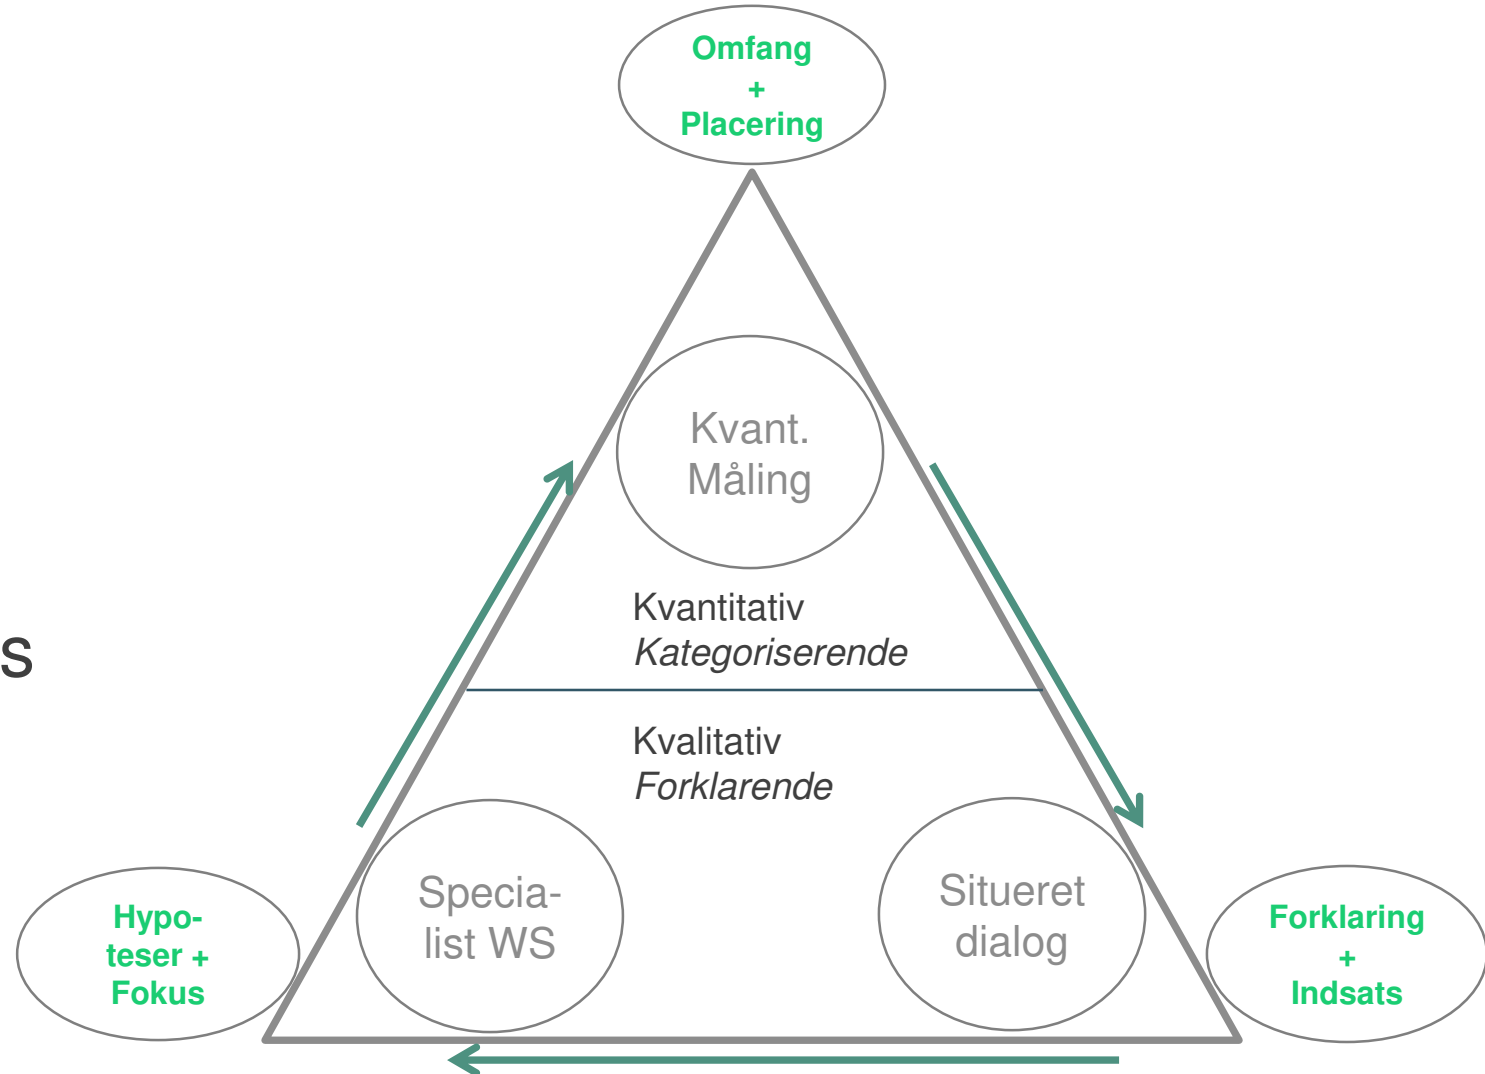 Omfang
+
Placering
Kvant.
Måling
Kvantitativ
Kategoriserende
s
Kvalitativ
Forklarende
Hypo-
teser +
Fokus
Specia-
list WS
Situeret
dialog
Forklaring
+
Indsats